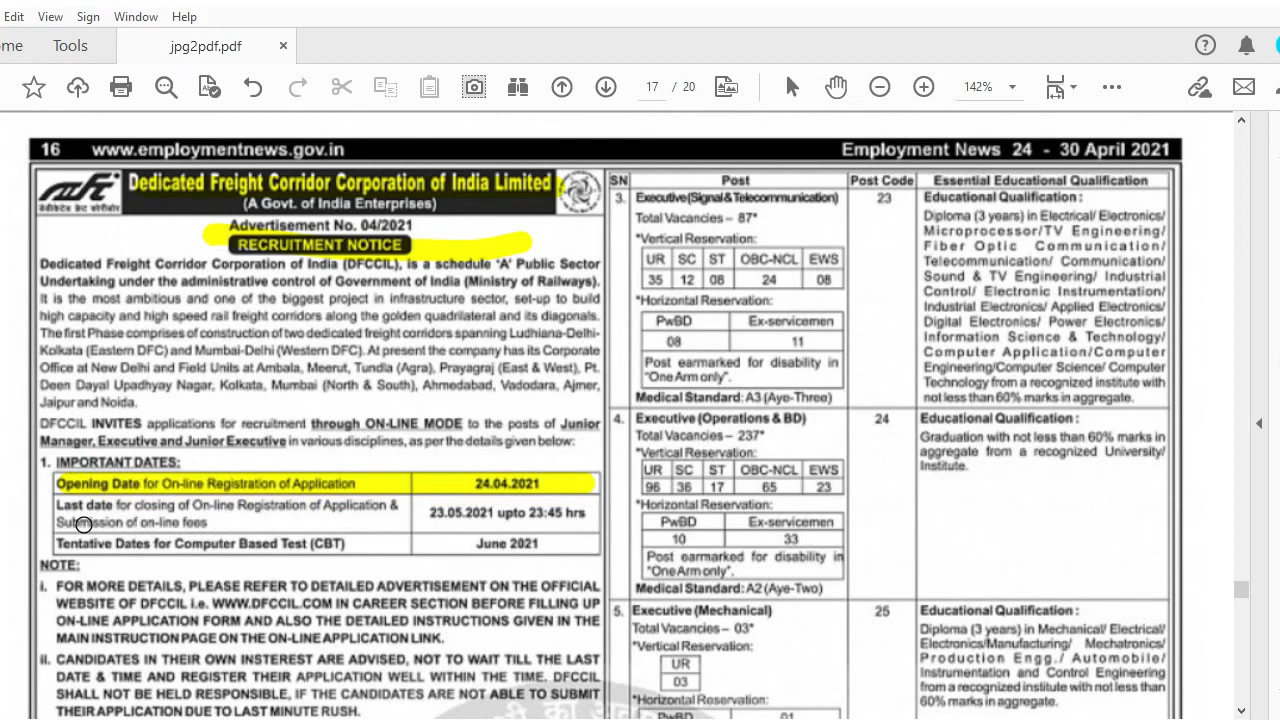 Edit View Sign Window Help
ome Tools jpg2pdf.pdf ×
17 / 20 142%
16 www.employmentnews.gov.in Employment News 24 - 30 April 2021
Dedicated Freight Corridor Corporation of India Limited
(A Govt. of India Enterprises)
Advertisement No. 04/2021
RECRUITMENT NOTICE
Dedicated Freight Corridor Corporation of India (DFCCIL), is a schedule 'A' Public Sector
Undertaking under the administrative control of Government of India (Ministry of Railways).
It is the most ambitious and one of the biggest project in infrastructure sector, set-up to build
high capacity and high speed rail freight corridors along the golden quadrilateral and its diagonals.
The first Phase comprises of construction of two dedicated freight corridors spanning Ludhiana-Delhi-
Kolkata (Eastern DFC) and Mumbai-Delhi (Western DFC). At present the company has its Corporate
Office at New Delhi and Field Units at Ambala, Meerut, Tundla (Agra), Prayagraj (East & West), Pt.
Deen Dayal Upadhyay Nagar, Kolkata, Mumbai (North & South), Ahmedabad, Vadodara, Ajmer,
Jaipur and Noida.
DFCCIL INVITES applications for recruitment through ON-LINE MODE to the posts of Junior
Manager, Executive and Junior Executive in various disciplines, as per the details given below:
1. IMPORTANT DATES:
Opening Date for On-line Registration of Application 24.04.2021
Last date for closing of On-line Registration of Application &
Submission of on-line fees 23.05.2021 upto 23:45 hrs
Tentative Dates for Computer Based Test (CBT) June 2021
NOTE:
i. FOR MORE DETAILS, PLEASE REFER TO DETAILED ADVERTISEMENT ON THE OFFICIAL
WEBSITE OF DFCCIL i.e. WWW.DFCCIL.COM IN CAREER SECTION BEFORE FILLING UP
ON-LINE APPLICATION FORM AND ALSO THE DETAILED INSTRUCTIONS GIVEN IN THE
MAIN INSTRUCTION PAGE ON THE ON-LINE APPLICATION LINK.
ii. CANDIDATES IN THEIR OWN INSTEREST ARE ADVISED, NOT TO WAIT TILL THE LAST
DATE & TIME AND REGISTER THEIR APPLICATION WELL WITHIN THE TIME. DFCCIL
SHALL NOT BE HELD RESPONSIBLE, IF THE CANDIDATES ARE NOT ABLE TO SUBMIT
THEIR APPLICATION DUE TO LAST MINUTE RUSH.
SN Post Post Code Essential Educational Qualification
3. Executive (Signal & Telecommunication) 23 Educational Qualification :
Total Vacancies – 87*
*Vertical Reservation:
UR SC ST OBC-NCL EWS
35 12 08 24 08
*Horizontal Reservation:
PwBD Ex-servicemen
08 11
Post earmarked for disability in
"One Arm only".
Medical Standard: A3 (Aye-Three)
Diploma (3 years) in Electrical/ Electronics/
Microprocessor/TV Engineering/
Fiber Optic Communication/
Telecommunication/ Communication/
Sound & TV Engineering/ Industrial
Control/ Electronic Instrumentation/
Industrial Electronics/ Applied Electronics/
Digital Electronics/ Power Electronics/
Information Science & Technology/
Computer Application/Computer
Engineering/Computer Science/ Computer
Technology from a recognized institute with
not less than 60% marks in aggregate.
4. Executive (Operations & BD) 24 Educational Qualification :
Total Vacancies – 237*
*Vertical Reservation:
UR SC ST OBC-NCL EWS
96 36 17 65 23
*Horizontal Reservation:
PwBD Ex-servicemen
10 33
Post earmarked for disability in
"One Arm only".
Medical Standard: A2 (Aye-Two)
Graduation with not less than 60% marks in
aggregate from a recognized University/
Institute.
5. Executive (Mechanical) 25 Educational Qualification :
Total Vacancies – 03*
*Vertical Reservation:
UR
03
*Horizontal Reservation:
PwBD 01
Diploma (3 years) in Mechanical/ Electrical/
Electronics/Manufacturing/ Mechatronics/
Production Engg./ Automobile/
Instrumentation and Control Engineering
from a recognized institute with not less than
60% marks in aggregate.